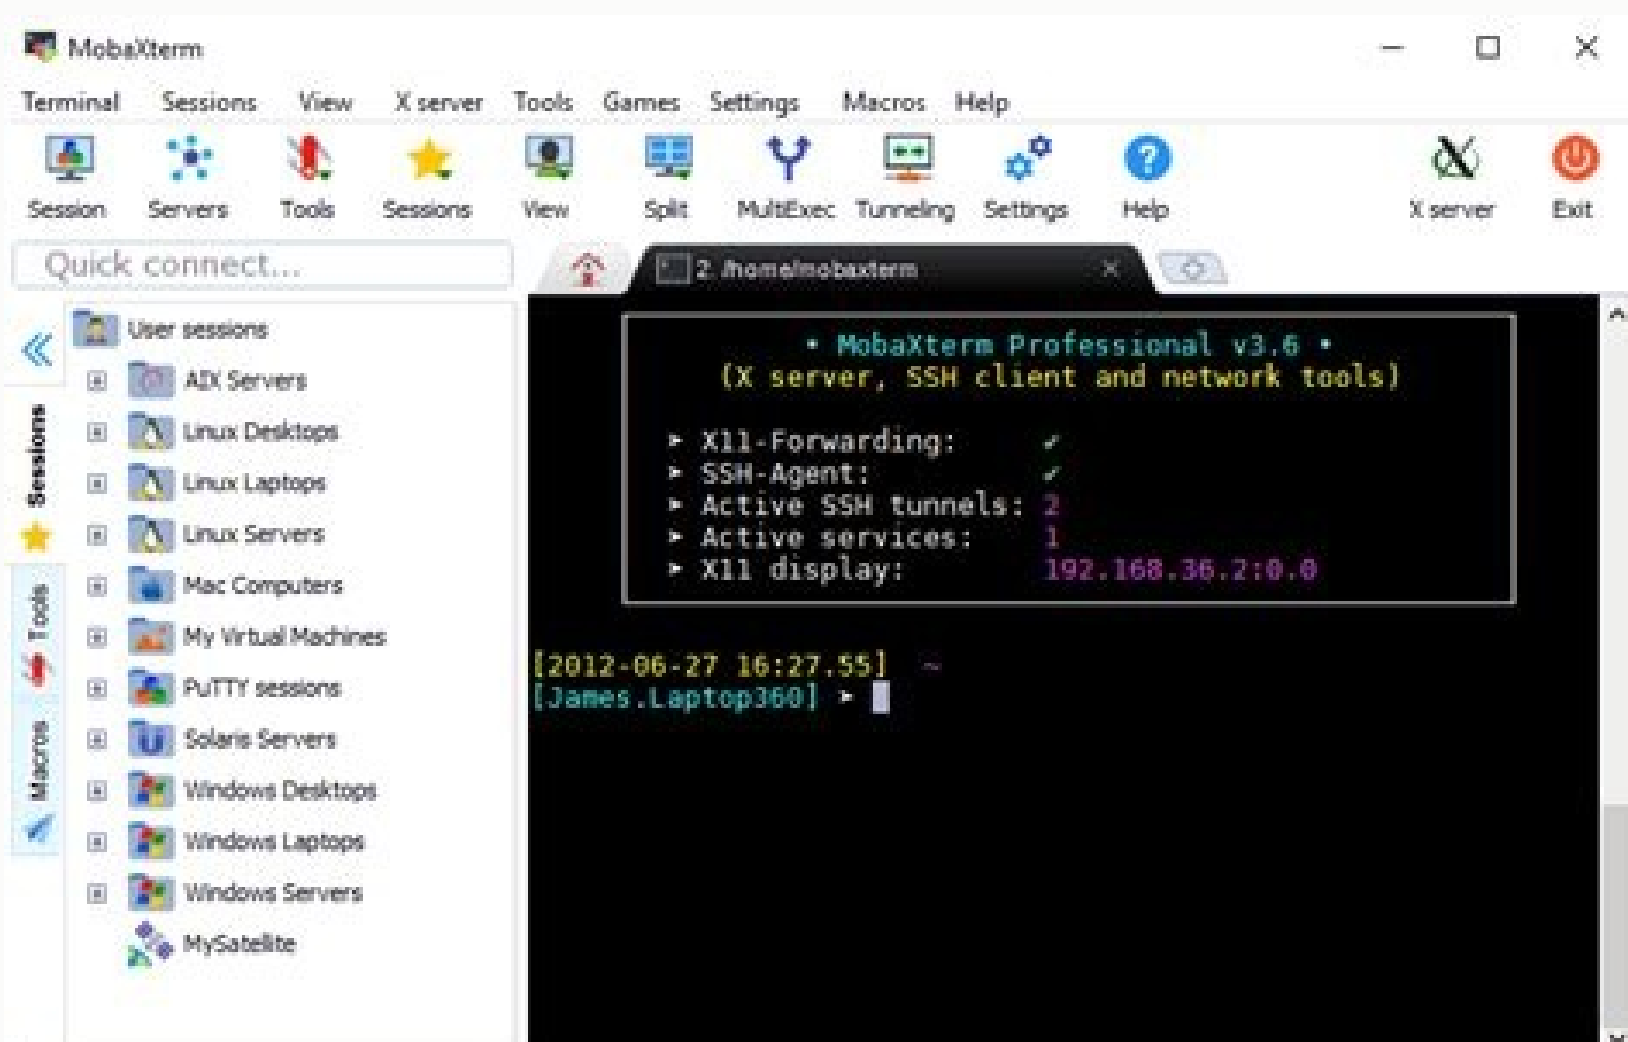 MobaXterm
Terminal Sessions View X server Tools Games Settings Macros Help
Session Servers Tools Sessions View Split MultiExec Tunneling Settings Help X server Exit
Quick connect...
2. /home/mobaxterm
User sessions
AIX Servers
Linux Desktops
Linux Laptops
Linux Servers
Mac Computers
My Virtual Machines
PuTTY sessions
Solaris Servers
Windows Desktops
Windows Laptops
Windows Servers
MySatellite
Sessions
Tools
Macros
• MobaXterm Professional v3.6 •
(X server, SSH client and network tools)
➤ X11-Forwarding: ✔
➤ SSH-Agent: ✔
➤ Active SSH tunnels: 2
➤ Active services: 1
➤ X11 display: 192.168.36.2:0.0
[2012-06-27 16:27.55] ~
[James.Laptop360] ➤